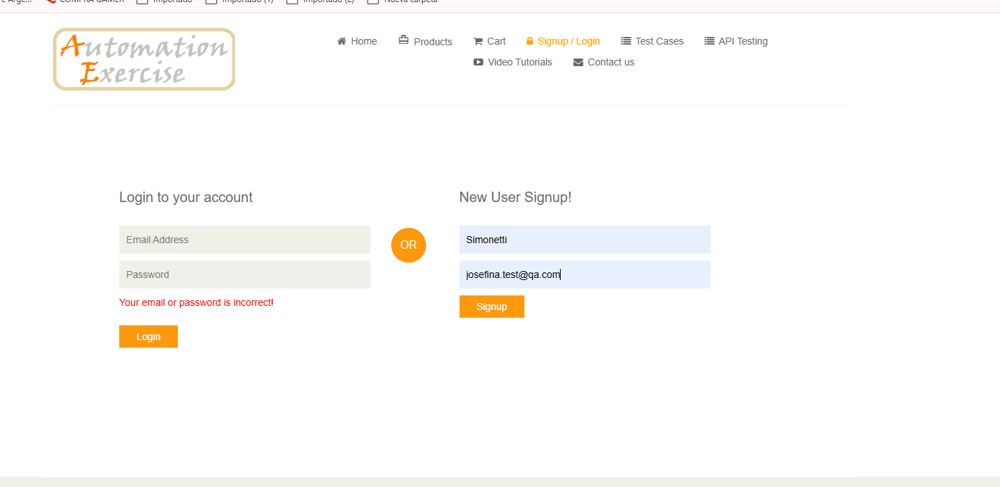 COMPRA GAMER Importado Importado (1) Importado (2) Nueva carpeta
Automation
Exercise
Home Products Cart Signup / Login Test Cases API Testing
Video Tutorials Contact us
Login to your account New User Signup!
Email Address OR Simonetti
Password josefina.test@qa.com
Your email or password is incorrect! Signup
Login